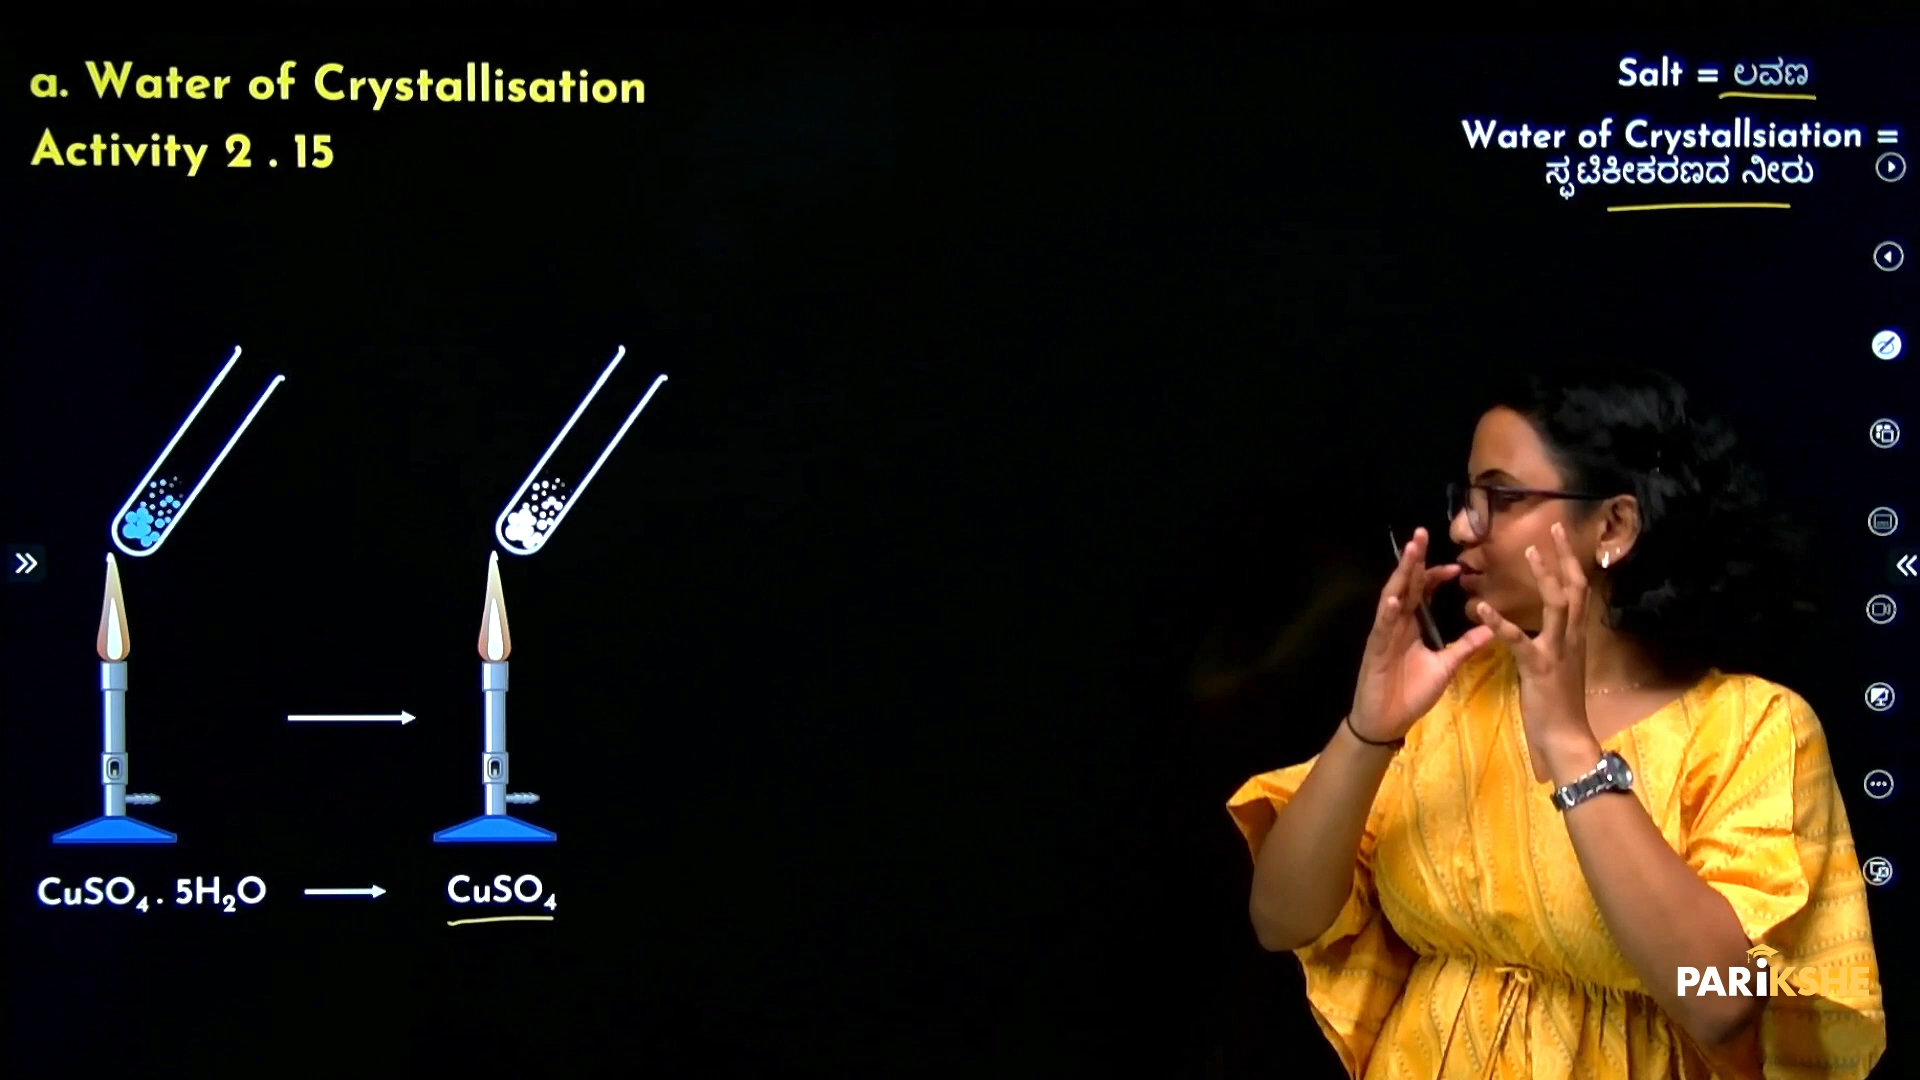 a. Water of Crystallisation
Activity 2 . 15
Salt = ಲವಣ
Water of Crystallsiation =
ಸ್ಫಟಿಕೀಕರಣದ ನೀರು
CuSO₄ . 5H₂O → CuSO₄
PARIKSHE